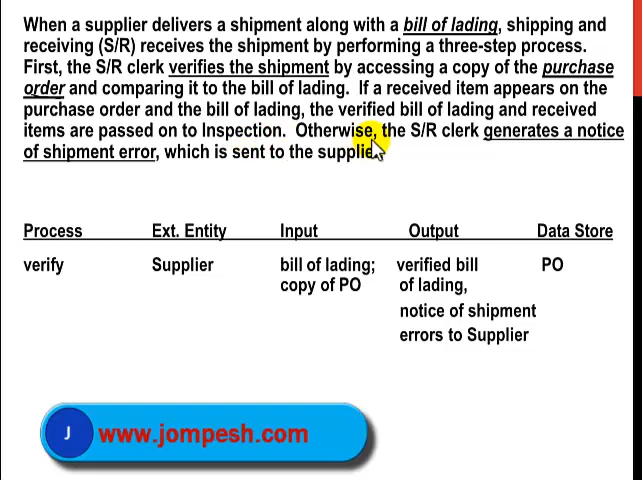 When a supplier delivers a shipment along with a bill of lading, shipping and
receiving (S/R) receives the shipment by performing a three-step process.
First, the S/R clerk verifies the shipment by accessing a copy of the purchase
order and comparing it to the bill of lading. If a received item appears on the
purchase order and the bill of lading, the verified bill of lading and received
items are passed on to Inspection. Otherwise, the S/R clerk generates a notice
of shipment error, which is sent to the supplie
Process Ext. Entity Input Output Data Store
verify Supplier bill of lading; verified bill PO
copy of PO of lading,
notice of shipment
errors to Supplier
J www.jompesh.com